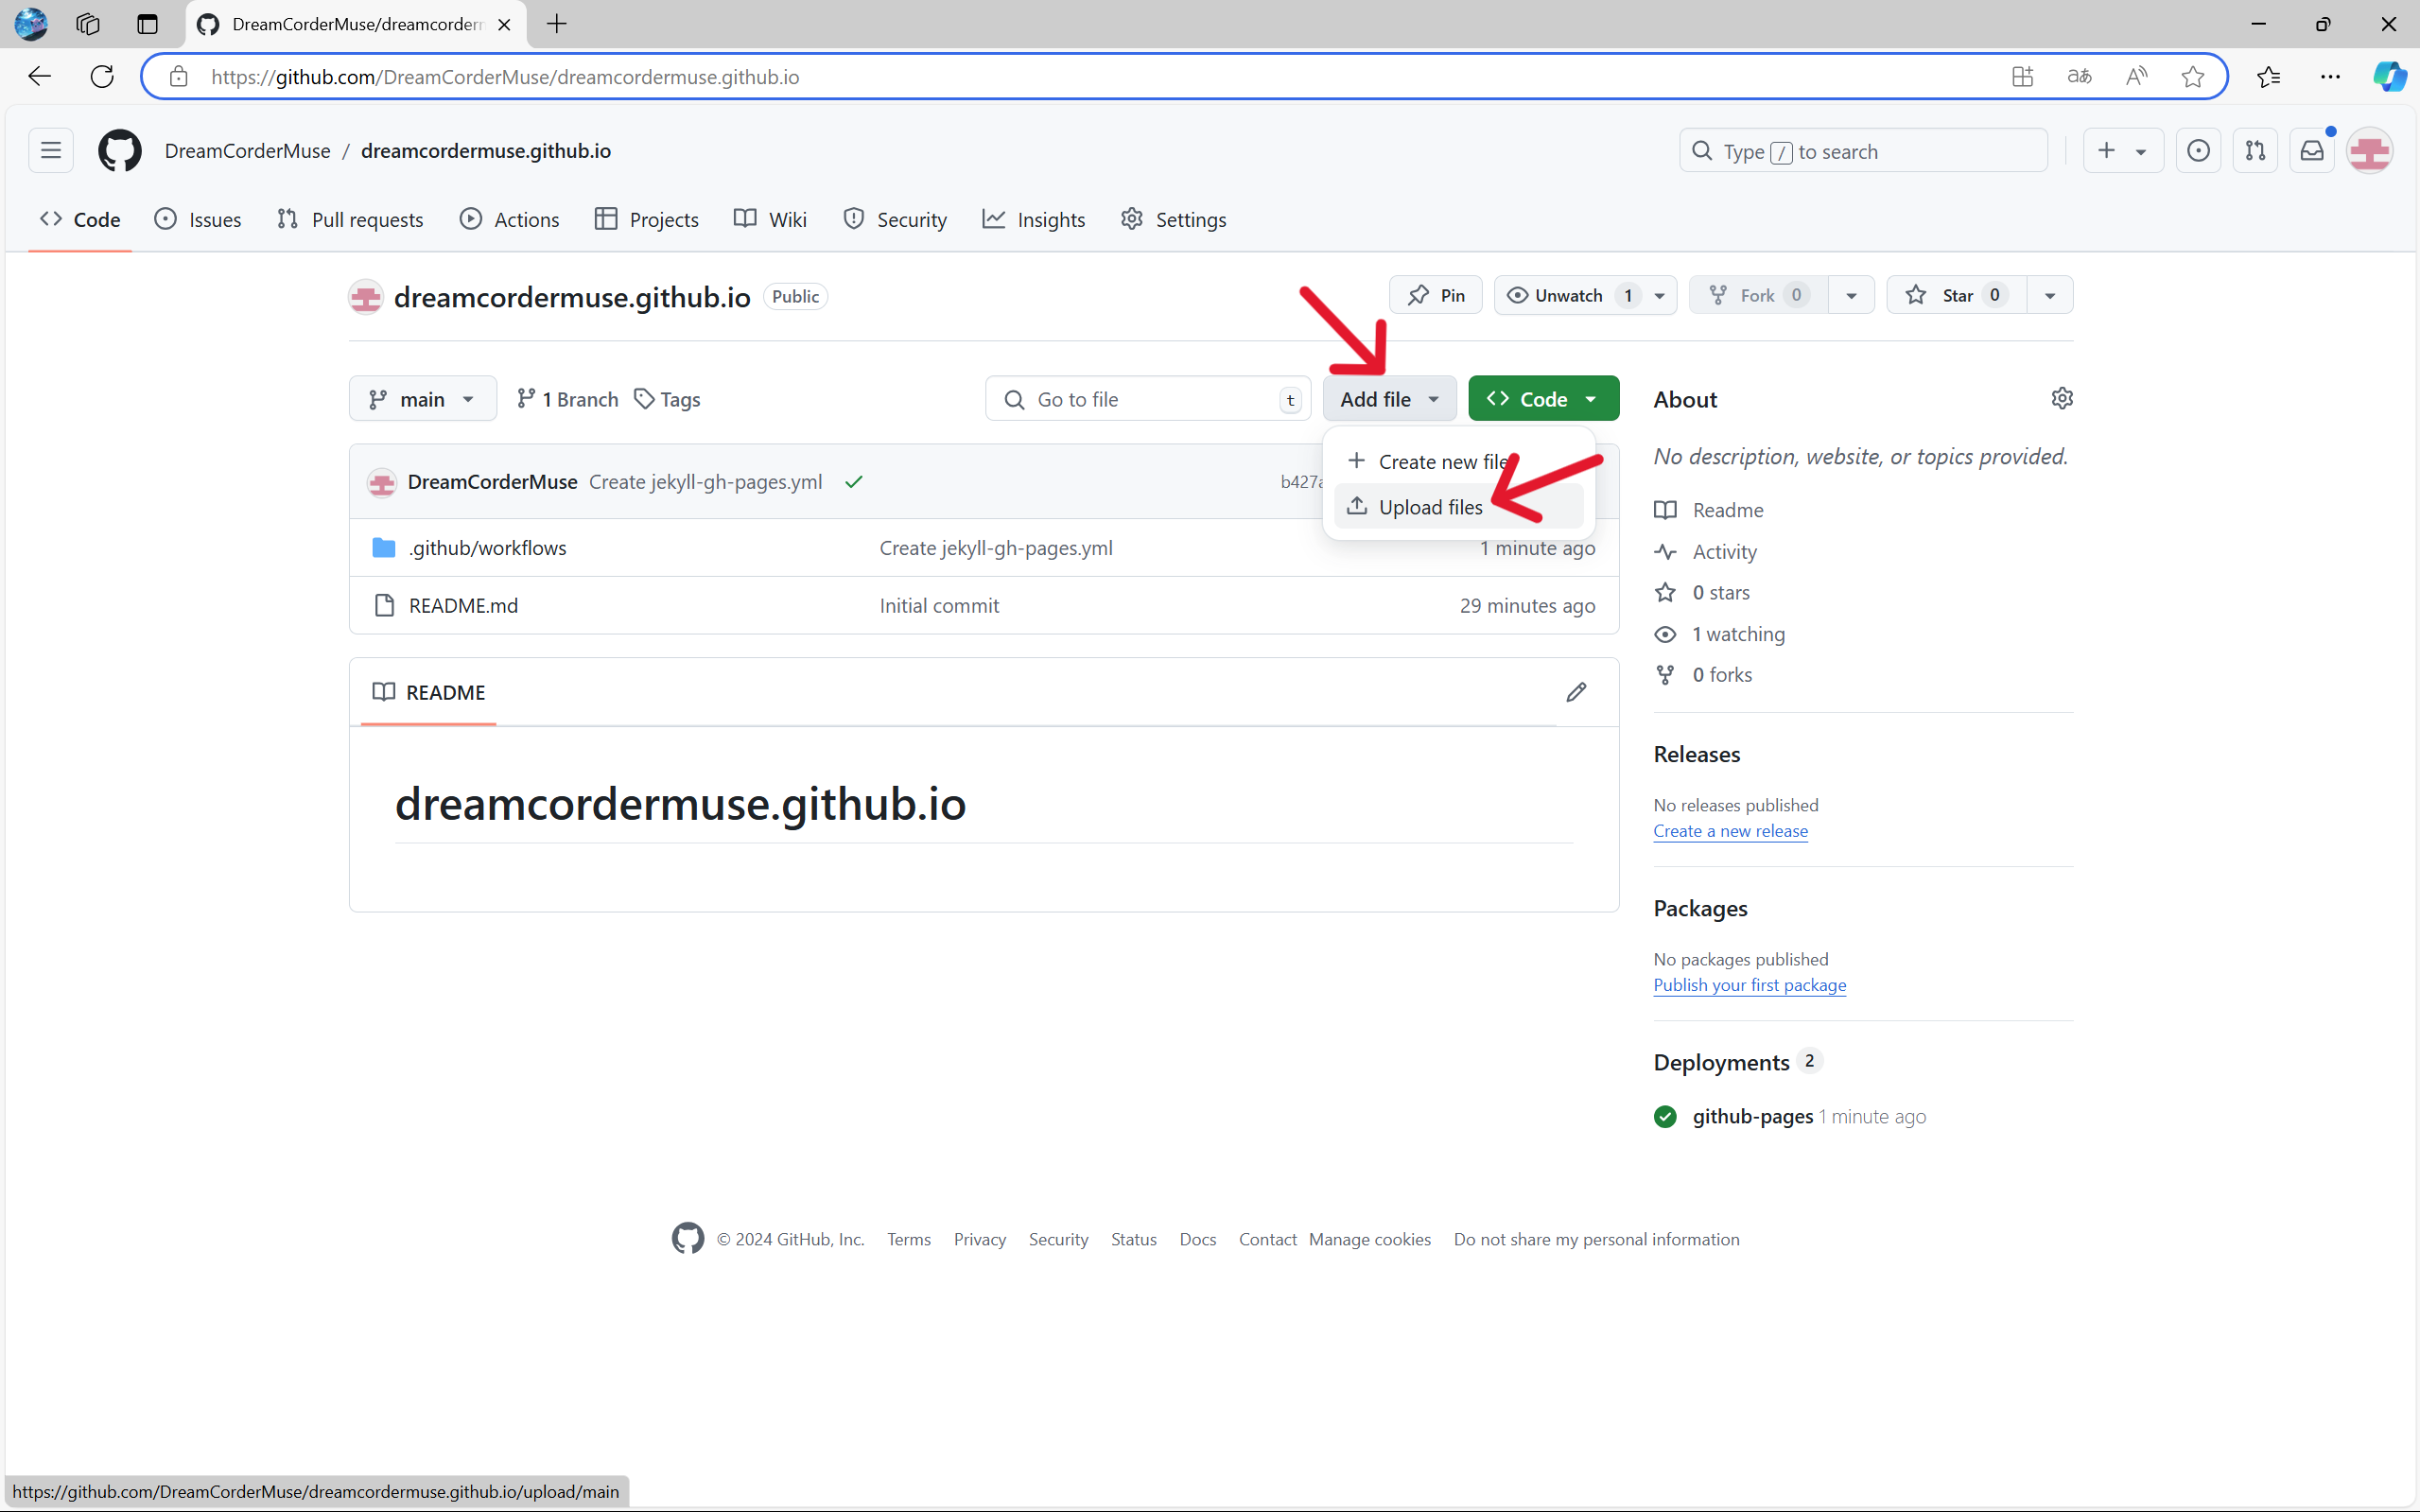 DreamCorderMuse/dreamcordern
https://github.com/DreamCorderMuse/dreamcordermuse.github.io
aあ
DreamCorderMuse / dreamcordermuse.github.io
Type / to search
Code Issues Pull requests Actions Projects Wiki Security Insights Settings
dreamcordermuse.github.io Public
Pin Unwatch 1 Fork 0 Star 0
main 1 Branch Tags Go to file t Add file Code
Create new file
Upload files
DreamCorderMuse Create jekyll-gh-pages.yml b427a
.github/workflows Create jekyll-gh-pages.yml 1 minute ago
README.md Initial commit 29 minutes ago
README
dreamcordermuse.github.io
About
No description, website, or topics provided.
Readme
Activity
0 stars
1 watching
0 forks
Releases
No releases published
Create a new release
Packages
No packages published
Publish your first package
Deployments 2
github-pages 1 minute ago
© 2024 GitHub, Inc. Terms Privacy Security Status Docs Contact Manage cookies Do not share my personal information
https://github.com/DreamCorderMuse/dreamcordermuse.github.io/upload/main